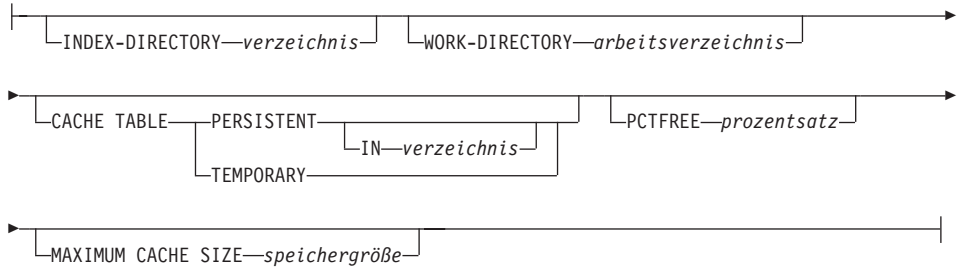 INDEX-DIRECTORY verzeichnis WORK-DIRECTORY arbeitsverzeichnis
CACHE TABLE PERSISTENT PCTFREE prozentsatz
IN verzeichnis
TEMPORARY
MAXIMUM CACHE SIZE speichergröße